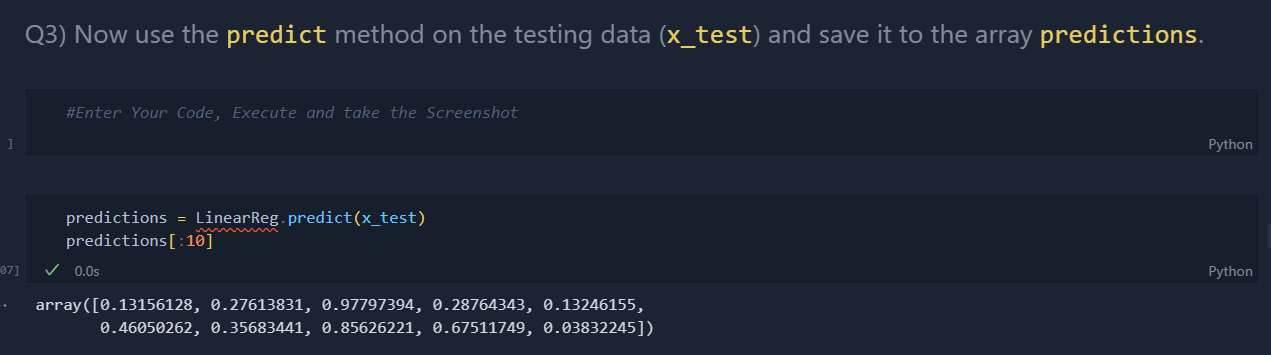 Q3) Now use the predict method on the testing data (x_test) and save it to the array predictions.
#Enter Your Code, Execute and take the Screenshot
]
Python
predictions = LinearReg.predict(x_test)
predictions[:10]
07]
0.0s
Python
array([0.13156128, 0.27613831, 0.97797394, 0.28764343, 0.13246155,
0.46050262, 0.35683441, 0.85626221, 0.67511749, 0.03832245])